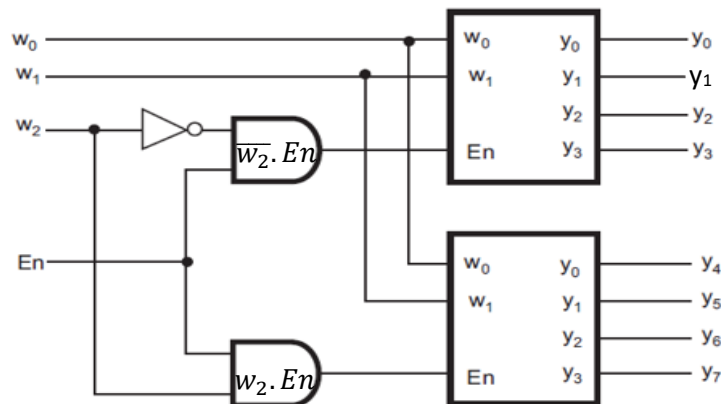 w₀ w₀ y₀ y₀
w₁ w₁ y₁ y₁
w₂ y₂ y₂
w̅₂. En En y₃ y₃
En w₀ y₀ y₄
w₁ y₁ y₅
y₂ y₆
w₂. En En y₃ y₇